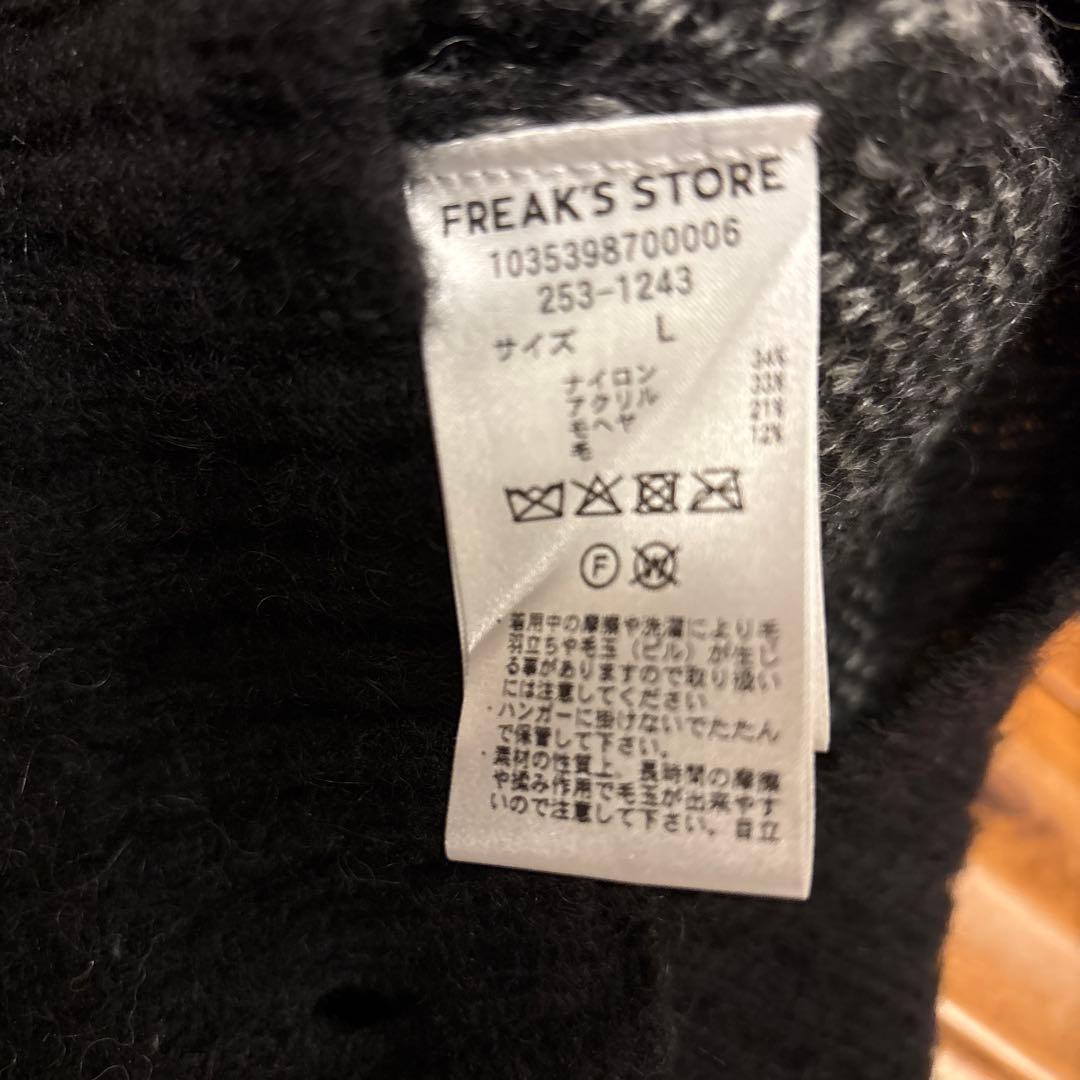 FREAK'S STORE
1035398700006
253-1243
サイズ L
ナイロン 34%
アクリル 33%
モヘヤ 21%
毛 12%
F W
・着用中の摩擦や洗濯により毛
羽立ちや毛玉(ピル)が生じ
る事がありますので取り扱い
には注意してください
・ハンガーに掛けないでたたん
で保管して下さい。
・素材の性質上、長時間の摩擦
や揉み作用で毛玉が出来やす
いので注意して下さい。目立